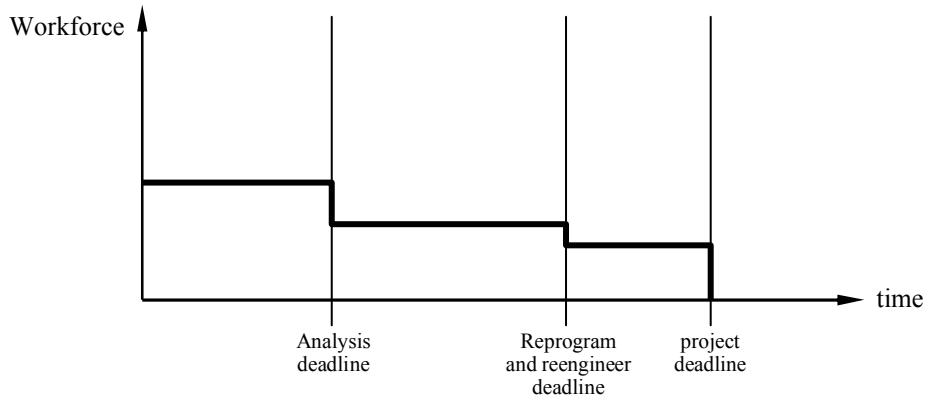 Workforce
time
Analysis
deadline
Reprogram
and reengineer
deadline
project
deadline